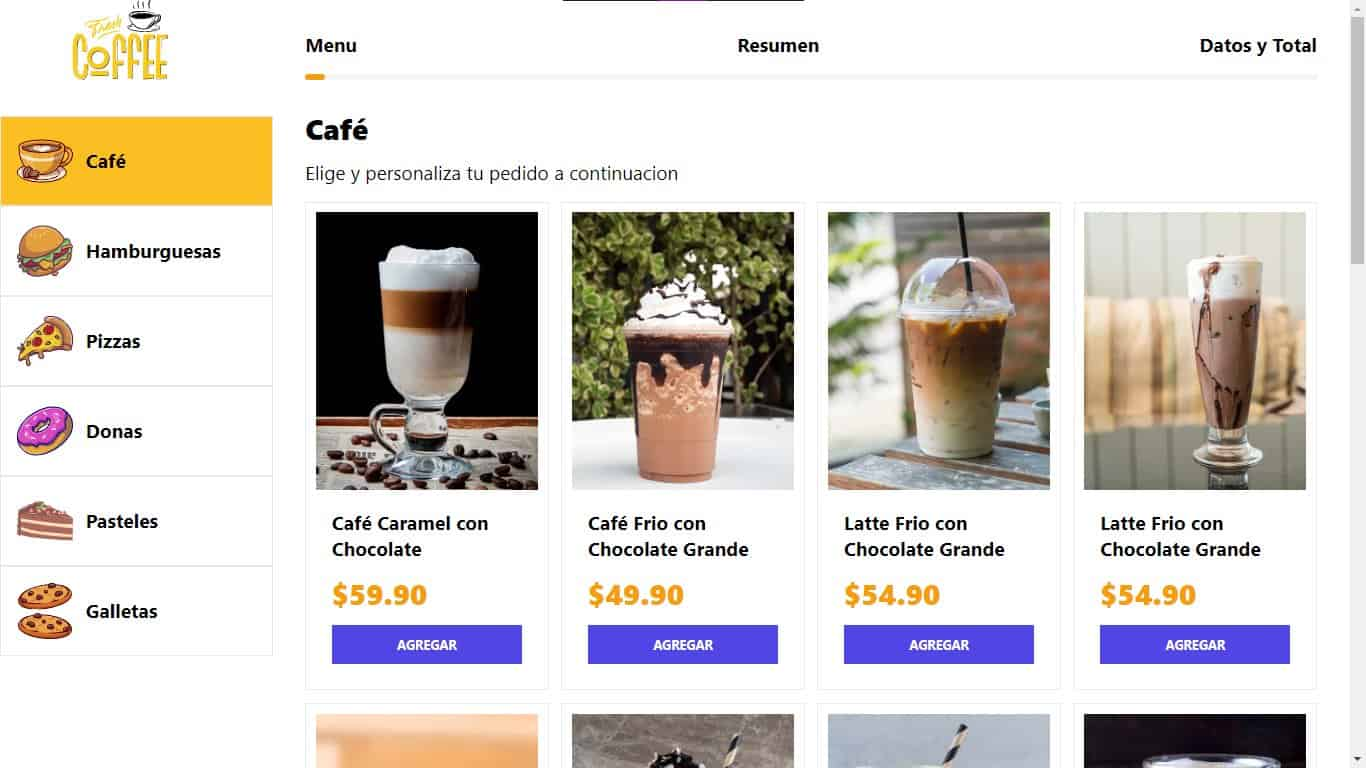 Fresh
COFFEE
Menu
Resumen
Datos y Total
Café
Hamburguesas
Pizzas
Donas
Pasteles
Galletas
Café
Elige y personaliza tu pedido a continuacion
Café Caramel con
Chocolate
$59.90
AGREGAR
Café Frio con
Chocolate Grande
$49.90
AGREGAR
Latte Frio con
Chocolate Grande
$54.90
AGREGAR
Latte Frio con
Chocolate Grande
$54.90
AGREGAR